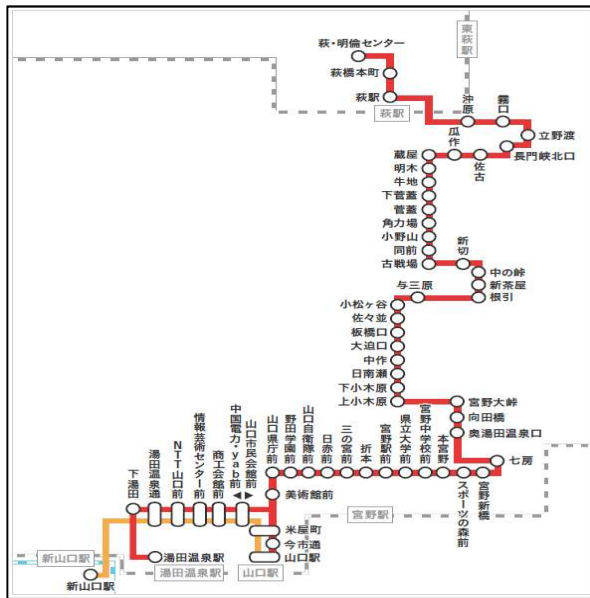 東萩駅
萩・明倫センター
萩橋本町
萩駅
萩駅
沖原
霧口
立野渡
長門峡北口
佐古
瓜作
蔵屋
明木
牛地
下菅蓋
菅蓋
角力場
小野山
同前
古戦場
釿切
中の峠
新茶屋
根引
与三原
小松ヶ谷
佐々並
板橋口
大迫口
中作
日南瀬
下小木原
上小木原
宮野大峠
向田橋
奥湯田温泉口
七房
宮野新橋
スポーツの森前
本宮野
宮野中学校前
県立大学前
宮野駅前
折本
三の宮前
日赤前
山口自衛隊前
野田学園前
山口県庁前
美術館前
宮野駅
山口市民会館前
中国電力・yab前
商工会館前
情報芸術センター前
NTT山口前
湯田温泉通
下湯田
米屋町
今市通
山口駅
山口駅
湯田温泉駅
湯田温泉駅
新山口駅
新山口駅